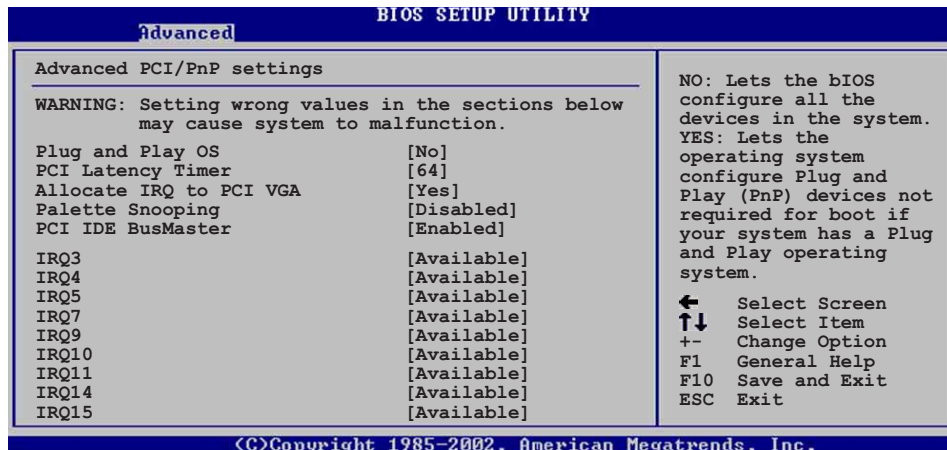 BIOS SETUP UTILITY
Advanced
Advanced PCI/PnP settings
WARNING: Setting wrong values in the sections below
may cause system to malfunction.
Plug and Play OS [No]
PCI Latency Timer [64]
Allocate IRQ to PCI VGA [Yes]
Palette Snooping [Disabled]
PCI IDE BusMaster [Enabled]
IRQ3 [Available]
IRQ4 [Available]
IRQ5 [Available]
IRQ7 [Available]
IRQ9 [Available]
IRQ10 [Available]
IRQ11 [Available]
IRQ14 [Available]
IRQ15 [Available]
NO: Lets the bIOS
configure all the
devices in the system.
YES: Lets the
operating system
configure Plug and
Play (PnP) devices not
required for boot if
your system has a Plug
and Play operating
system.
← Select Screen
↑↓ Select Item
+- Change Option
F1 General Help
F10 Save and Exit
ESC Exit
(C)Copyright 1985-2002, American Megatrends, Inc.